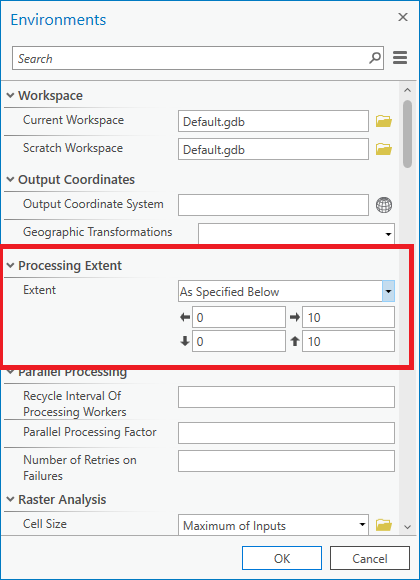 Environments
Search
Workspace
Current Workspace Default.gdb
Scratch Workspace Default.gdb
Output Coordinates
Output Coordinate System
Geographic Transformations
Processing Extent
Extent As Specified Below
0 10
0 10
Parallel Processing
Recycle Interval Of
Processing Workers
Parallel Processing Factor
Number of Retries on
Failures
Raster Analysis
Cell Size Maximum of Inputs
OK Cancel